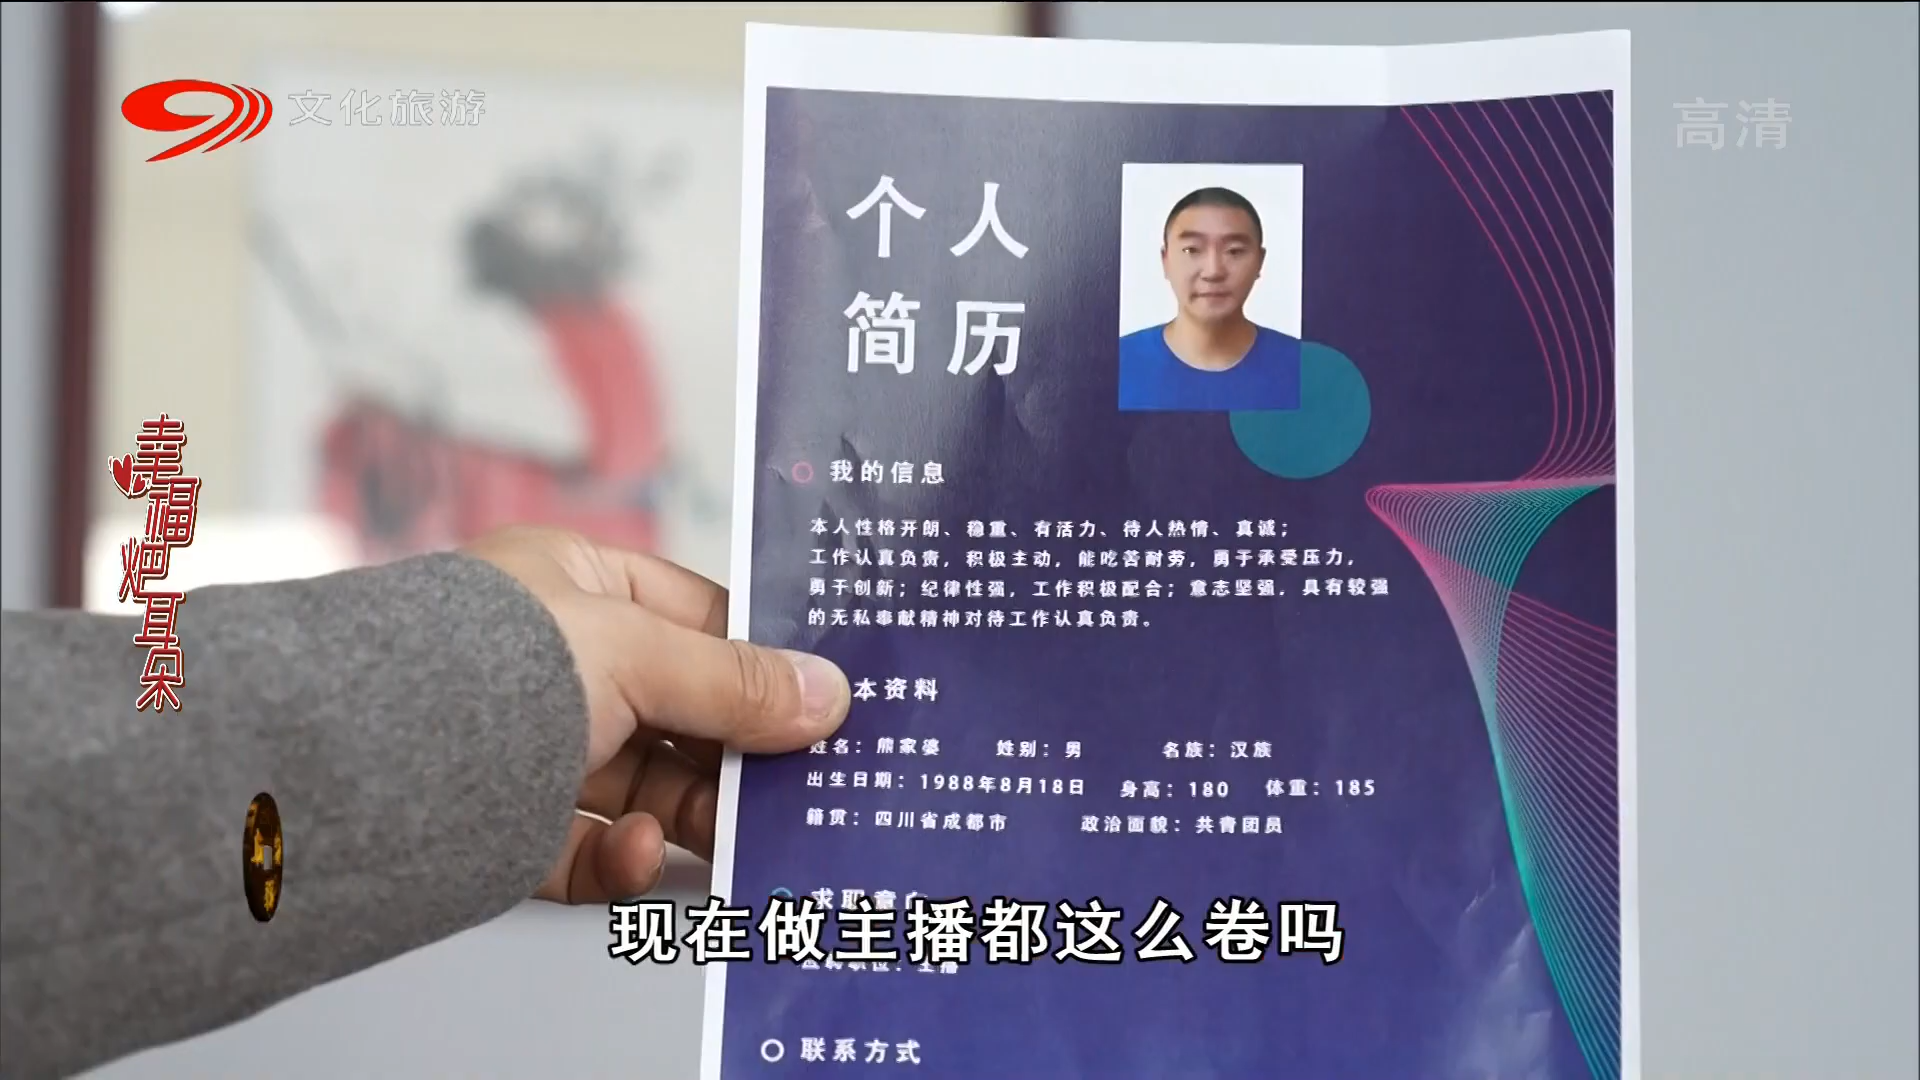 文化旅游
高清
幸福耙耳朵
个人
简历
我的信息
本人性格开朗、稳重、有活力、待人热情、真诚；
工作认真负责，积极主动，能吃苦耐劳，勇于承受压力，
勇于创新；纪律性强，工作积极配合；意志坚强，具有较强
的无私奉献精神对待工作认真负责。
本资料
姓名：熊家婆 姓别：男 名族：汉族
出生日期：1988年8月18日 身高：180 体重：185
籍贯：四川省成都市 政治面貌：共青团员
求职意向
现在做主播都这么卷吗
联系方式